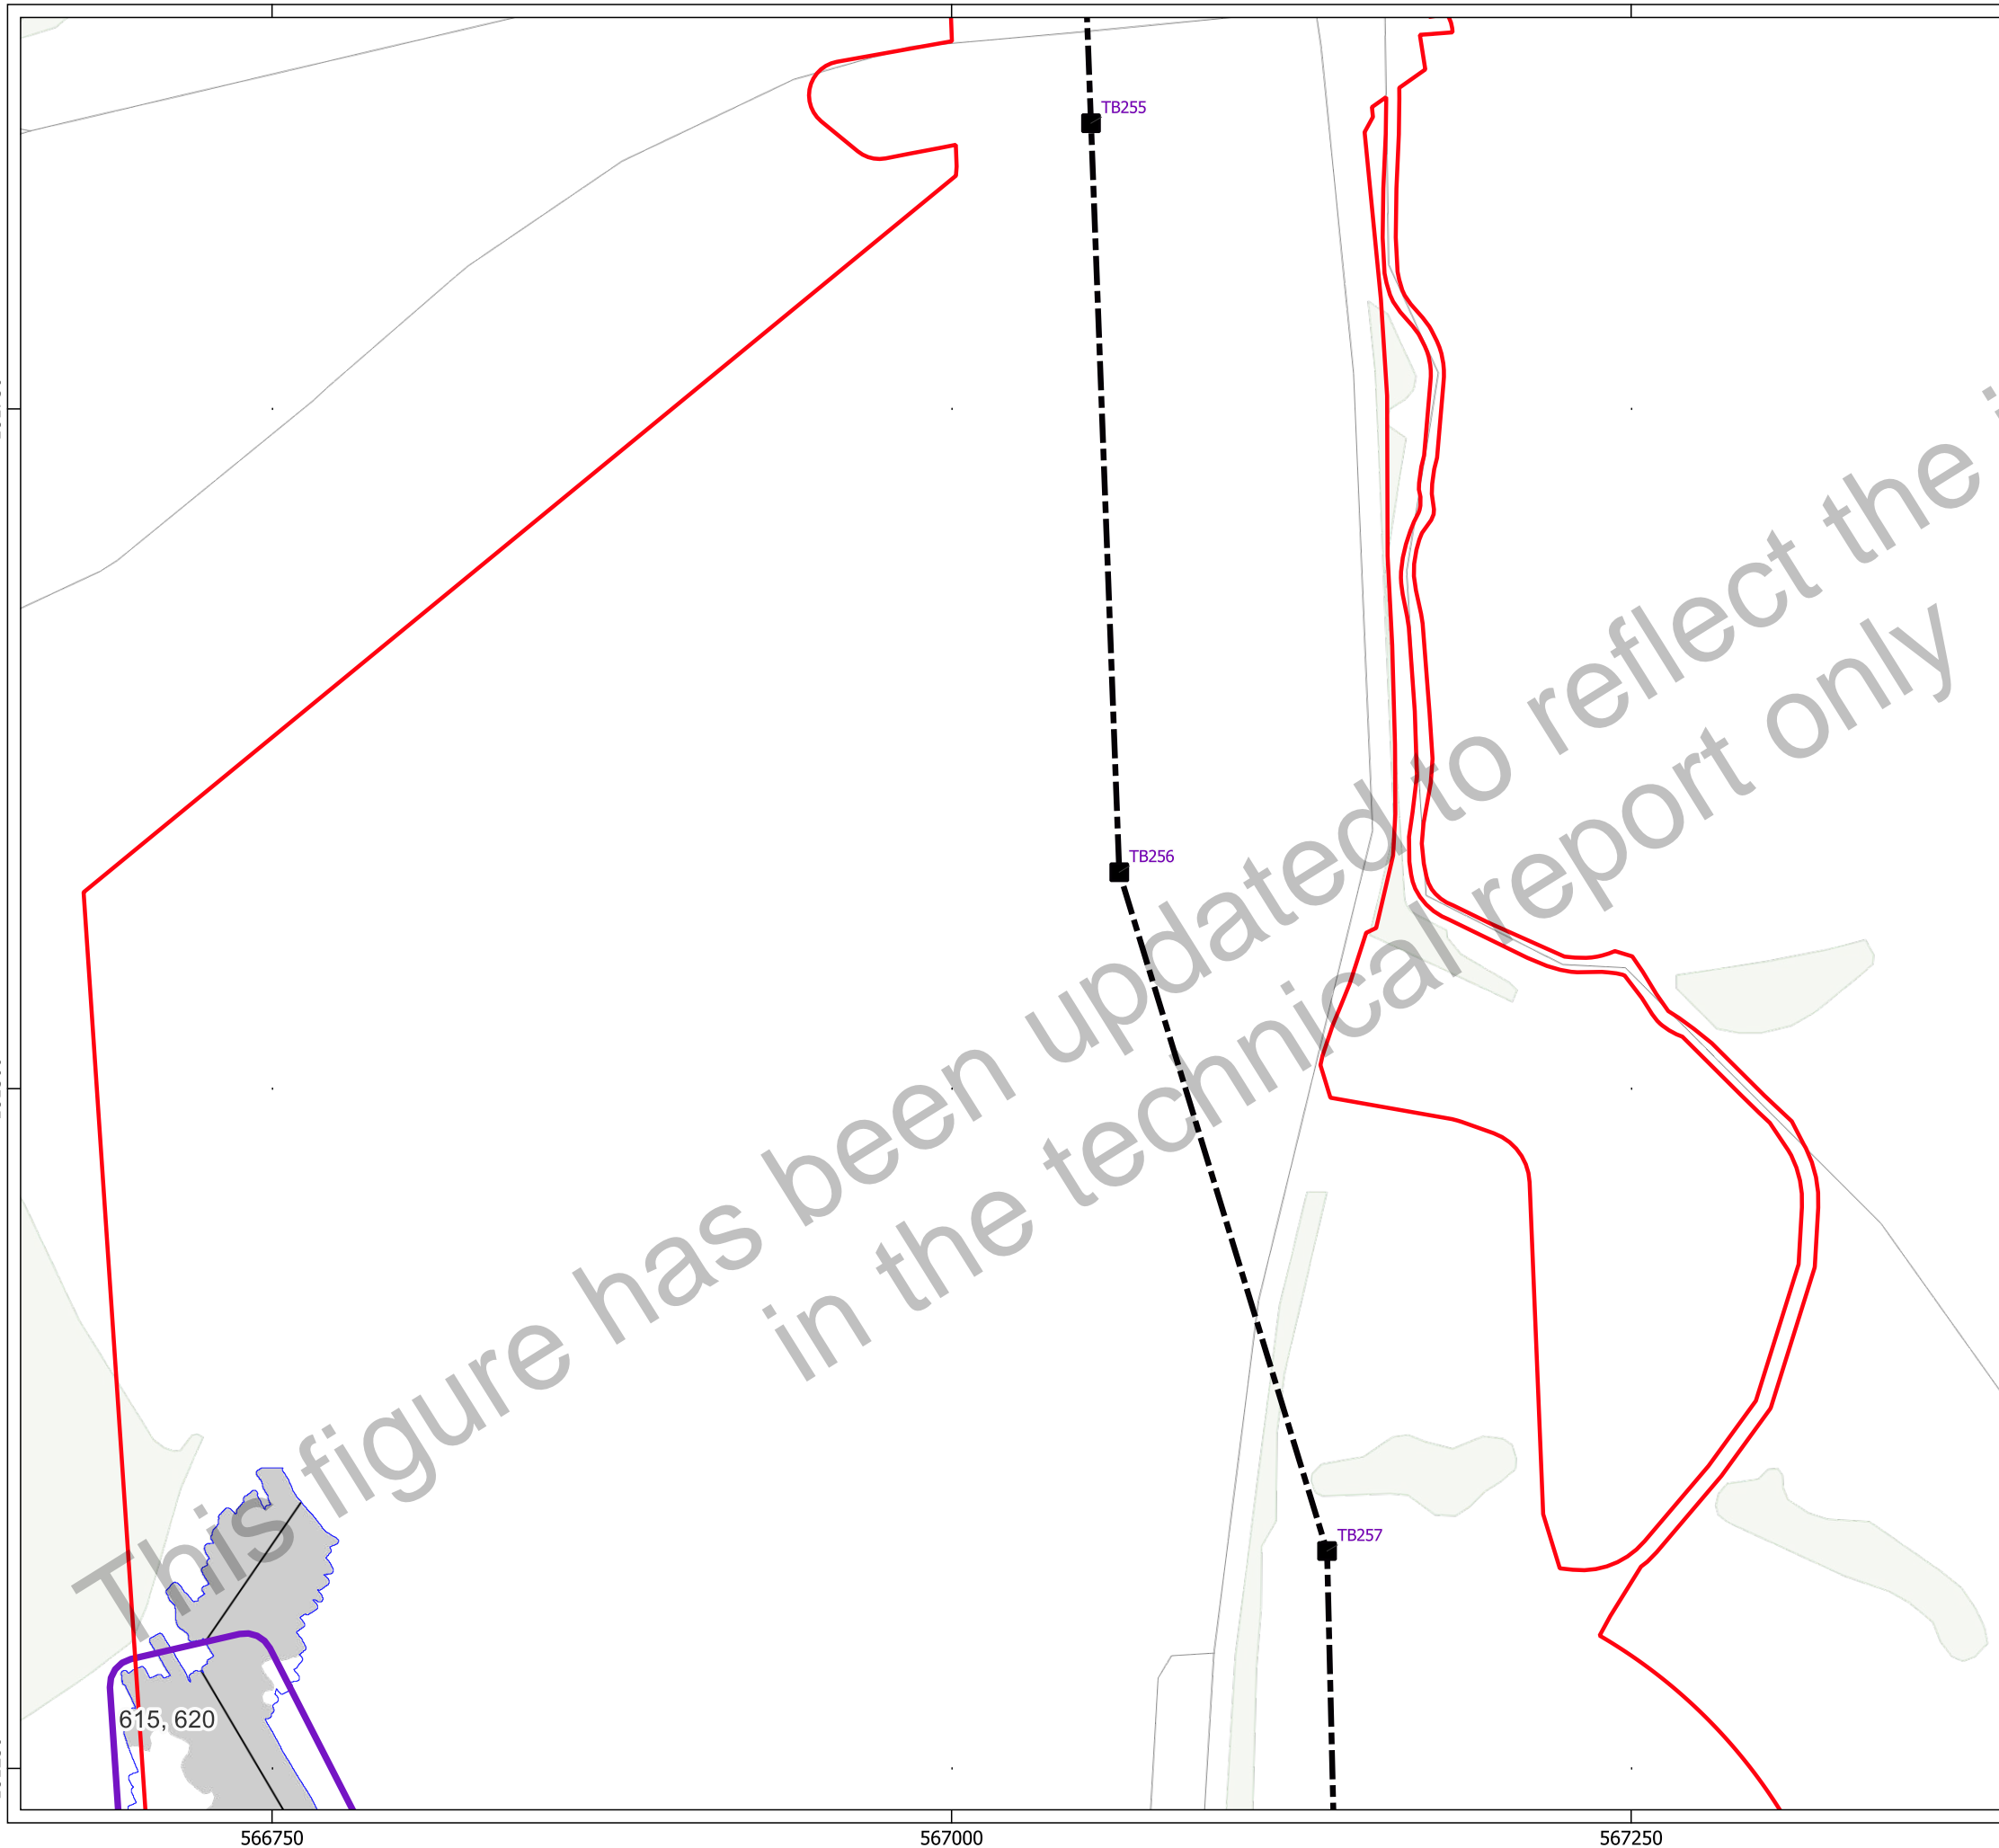 TB255
TB256
TB257
This figure has been updated to reflect the
in the technical report only
615, 620
566750
567000
567250